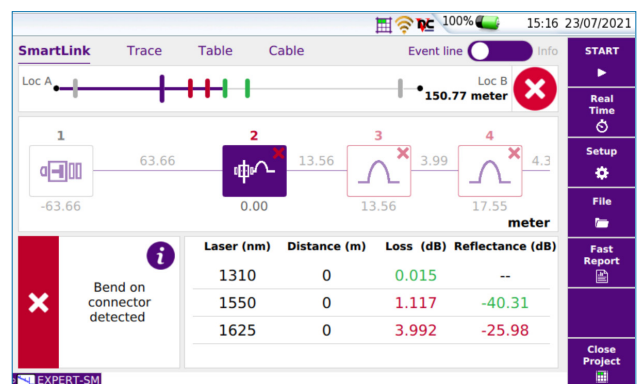 100% 15:16 23/07/2021
SmartLink Trace Table Cable Event line Info
START
Loc A Loc B
150.77 meter
Real
Time
Setup
File
Fast
Report
Close
Project
1 2 3 4
63.66 13.56 3.99 4.3
-63.66 0.00 13.56 17.55
meter
i
Bend on
connector
detected
Laser (nm) Distance (m) Loss (dB) Reflectance (dB)
1310 0 0.015 --
1550 0 1.117 -40.31
1625 0 3.992 -25.98
EXPERT-SM